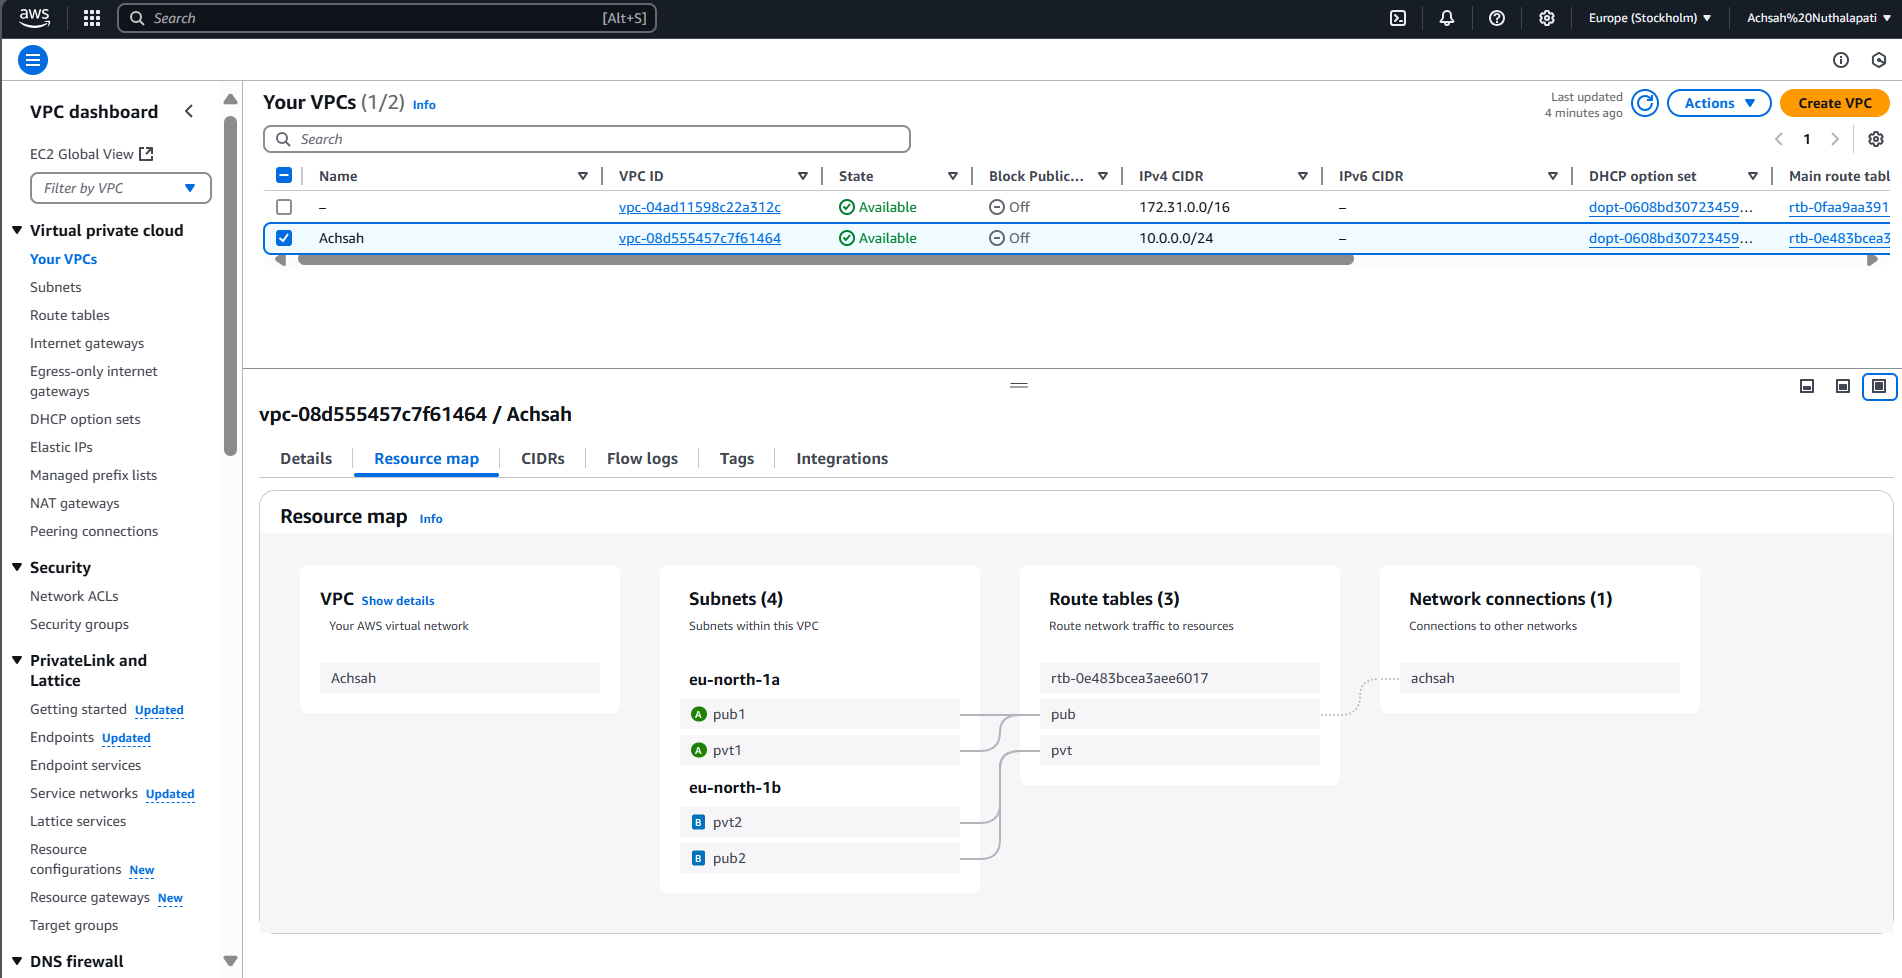 aws
Search [Alt+S]
Europe (Stockholm)
Achsah%20Nuthalapati
VPC dashboard
EC2 Global View
Filter by VPC
Virtual private cloud
Your VPCs
Subnets
Route tables
Internet gateways
Egress-only internet
gateways
DHCP option sets
Elastic IPs
Managed prefix lists
NAT gateways
Peering connections
Security
Network ACLs
Security groups
PrivateLink and
Lattice
Getting started Updated
Endpoints Updated
Endpoint services
Service networks Updated
Lattice services
Resource
configurations New
Resource gateways New
Target groups
DNS firewall
Your VPCs (1/2) Info
Last updated
4 minutes ago
Actions
Create VPC
Search
1
Name VPC ID State Block Public... IPv4 CIDR IPv6 CIDR DHCP option set Main route tabl
– vpc-04ad11598c22a312c Available Off 172.31.0.0/16 – dopt-0608bd30723459... rtb-0faa9aa391
Achsah vpc-08d555457c7f61464 Available Off 10.0.0.0/24 – dopt-0608bd30723459... rtb-0e483bcea3
vpc-08d555457c7f61464 / Achsah
Details Resource map CIDRs Flow logs Tags Integrations
Resource map Info
VPC Show details
Your AWS virtual network
Achsah
Subnets (4)
Subnets within this VPC
eu-north-1a
A pub1
A pvt1
eu-north-1b
B pvt2
B pub2
Route tables (3)
Route network traffic to resources
rtb-0e483bcea3aee6017
pub
pvt
Network connections (1)
Connections to other networks
achsah